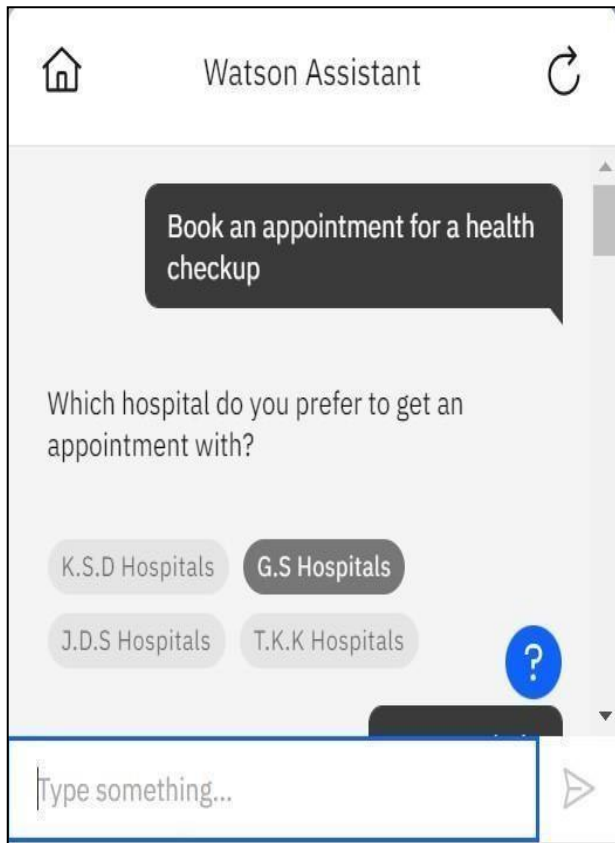 Watson Assistant
Book an appointment for a health
checkup
Which hospital do you prefer to get an
appointment with?
K.S.D Hospitals G.S Hospitals
J.D.S Hospitals T.K.K Hospitals
?
Type something...